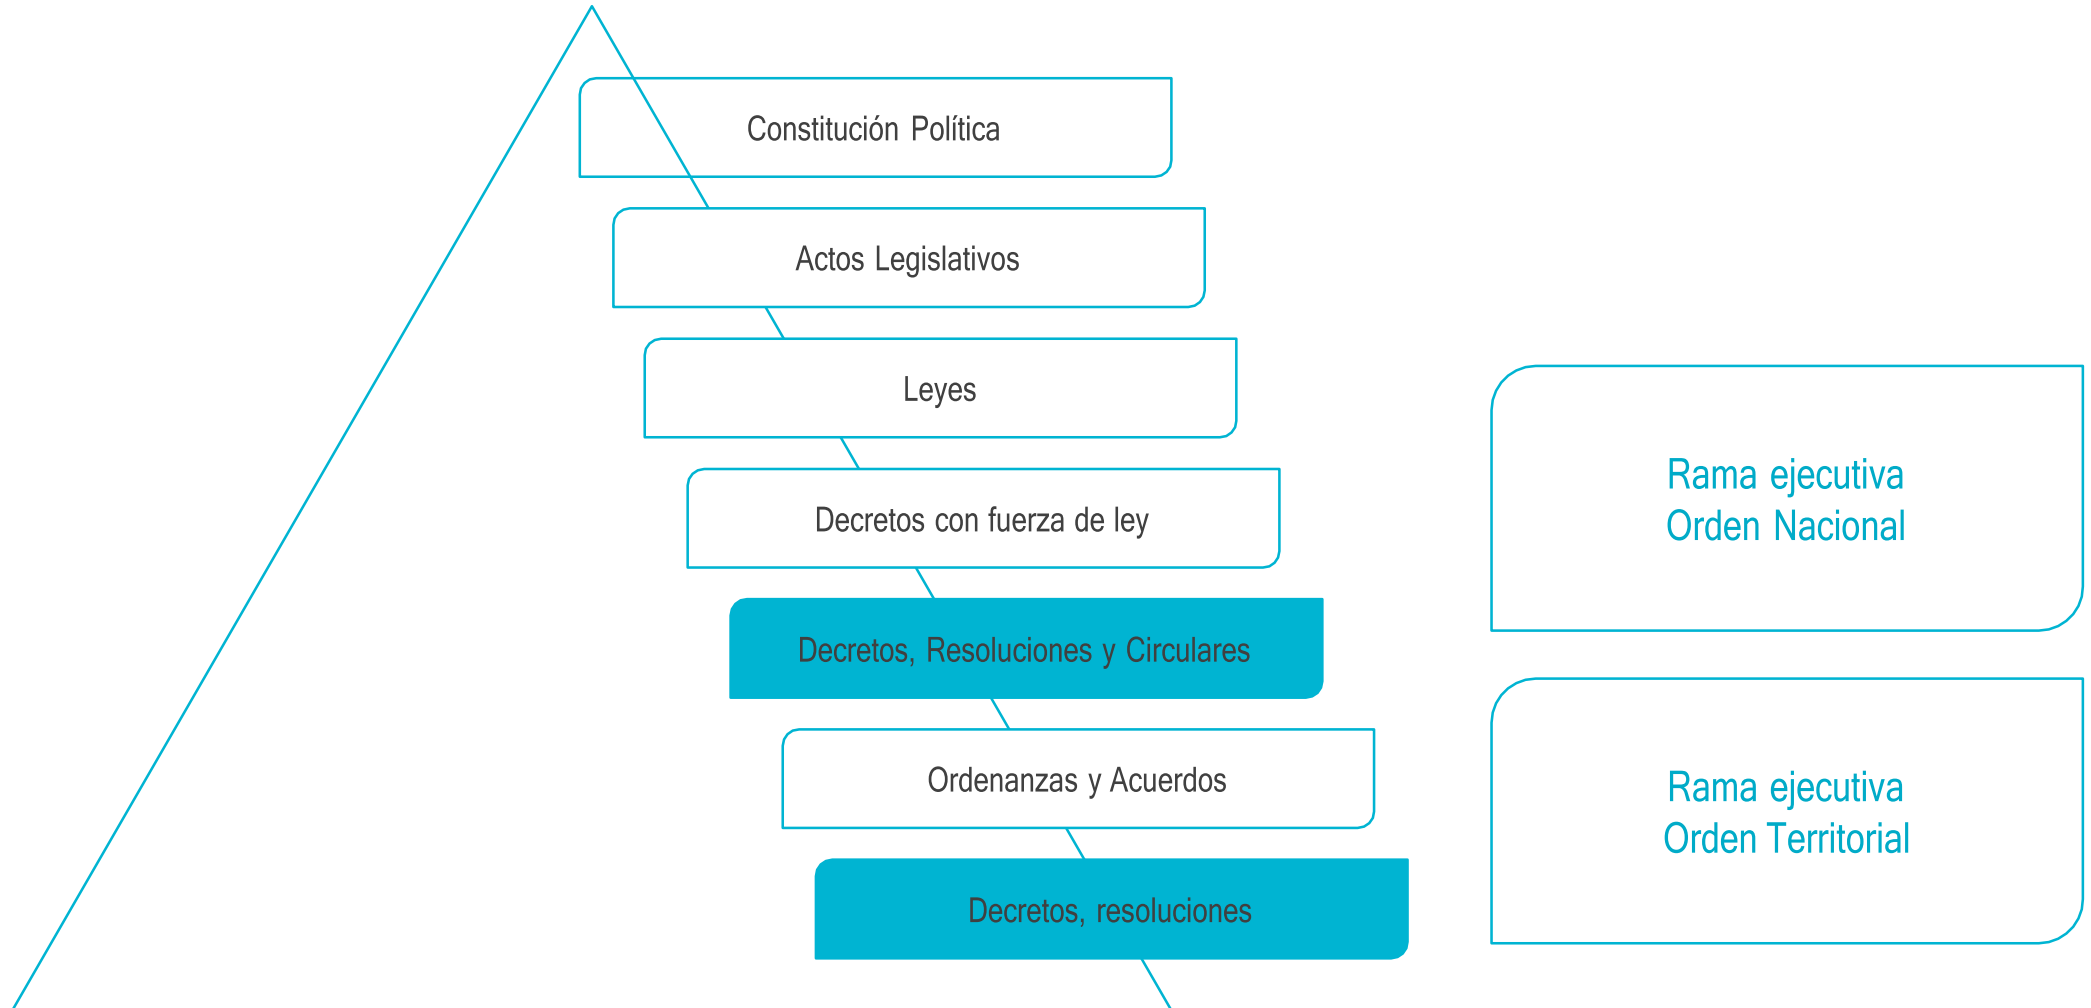 Constitución Política
Actos Legislativos
Leyes
Decretos con fuerza de ley
Decretos, Resoluciones y Circulares
Ordenanzas y Acuerdos
Decretos, resoluciones
Rama ejecutiva
Orden Nacional
Rama ejecutiva
Orden Territorial